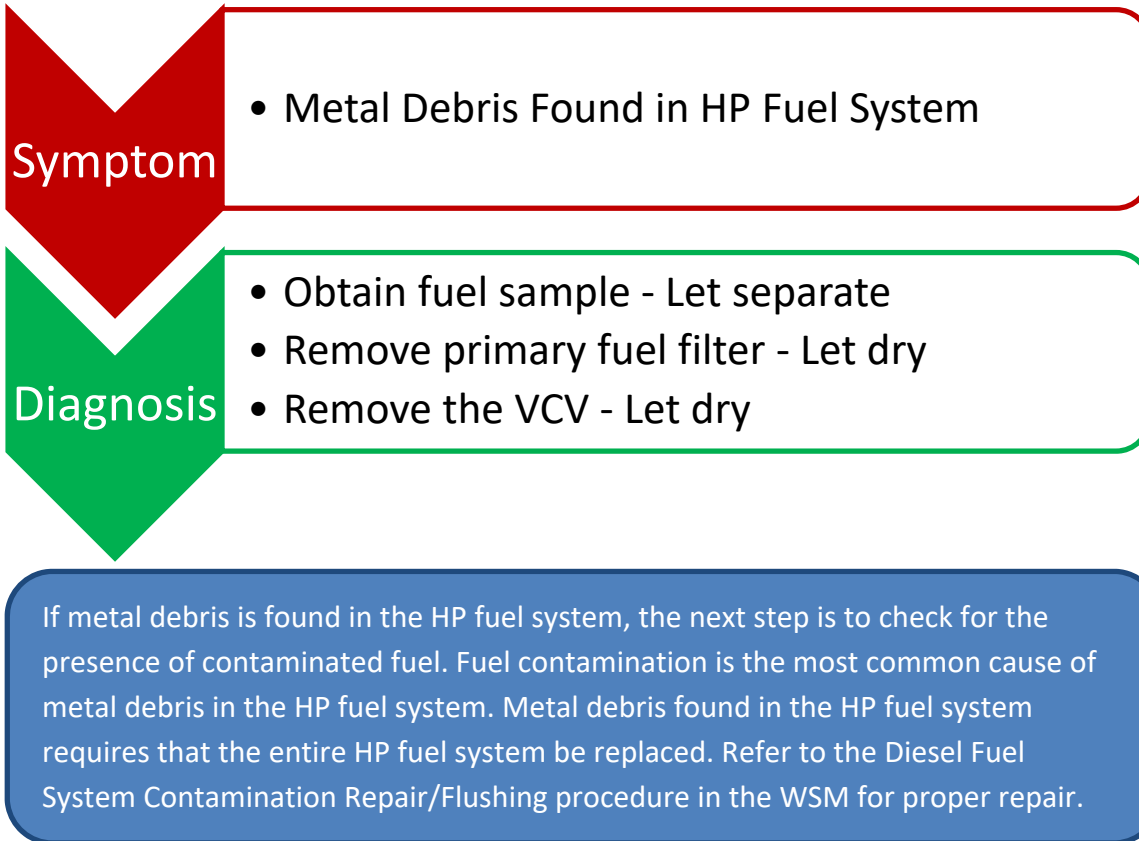 Symptom
• Metal Debris Found in HP Fuel System
Diagnosis
• Obtain fuel sample - Let separate
• Remove primary fuel filter - Let dry
• Remove the VCV - Let dry
If metal debris is found in the HP fuel system, the next step is to check for the
presence of contaminated fuel. Fuel contamination is the most common cause of
metal debris in the HP fuel system. Metal debris found in the HP fuel system
requires that the entire HP fuel system be replaced. Refer to the Diesel Fuel
System Contamination Repair/Flushing procedure in the WSM for proper repair.